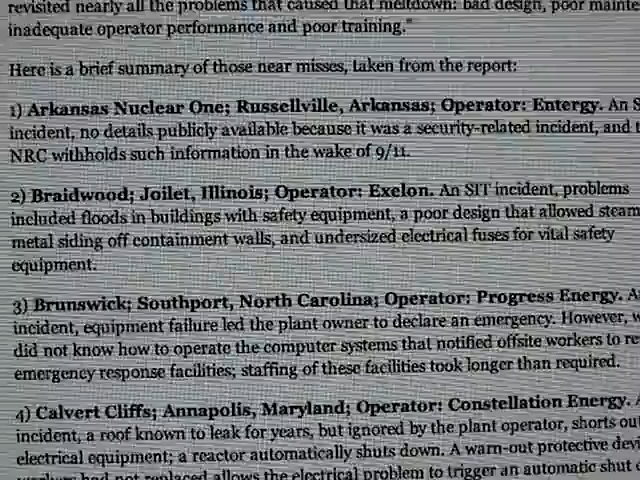 revisited nearly all the problems that caused that meltdown: bad design, poor mainte
inadequate operator performance and poor training."
Here is a brief summary of those near misses, taken from the report:
1) Arkansas Nuclear One; Russellville, Arkansas; Operator: Entergy. An S
incident, no details publicly available because it was a security-related incident, and t
NRC withholds such information in the wake of 9/11.
2) Braidwood; Joilet, Illinois; Operator: Exelon. An SIT incident, problems
included floods in buildings with safety equipment, a poor design that allowed steam
metal siding off containment walls, and undersized electrical fuses for vital safety
equipment.
3) Brunswick; Southport, North Carolina; Operator: Progress Energy. A
incident, equipment failure led the plant owner to declare an emergency. However, w
did not know how to operate the computer systems that notified offsite workers to re
emergency response facilities; staffing of these facilities took longer than required.
4) Calvert Cliffs; Annapolis, Maryland; Operator: Constellation Energy. A
incident, a roof known to leak for years, but ignored by the plant operator, shorts ou
electrical equipment; a reactor automatically shuts down. A warn-out protective devi
workers had not replaced allows the electrical problem to trigger an automatic shut